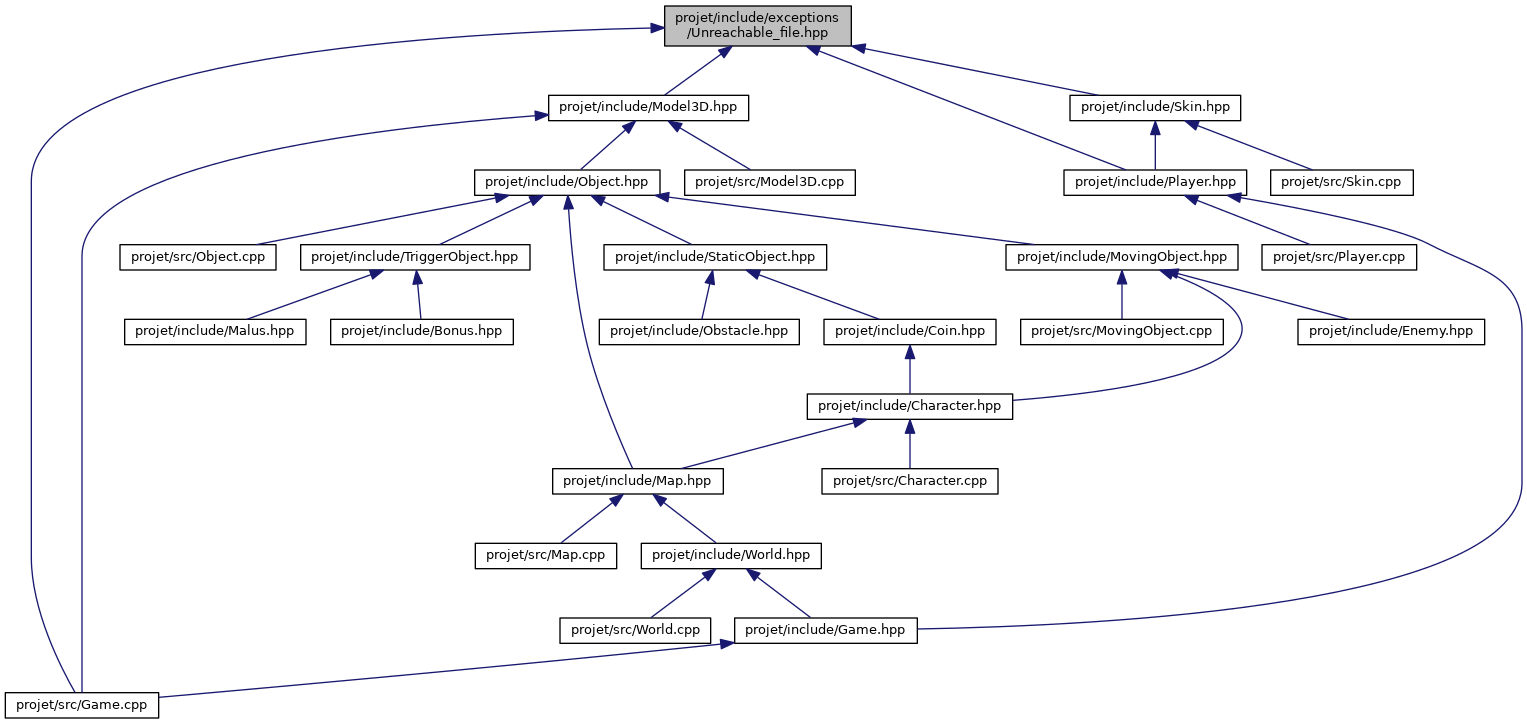 projet/include/exceptions
/Unreachable_file.hpp
projet/include/Model3D.hpp
projet/include/Skin.hpp
projet/include/Object.hpp
projet/src/Model3D.cpp
projet/include/Player.hpp
projet/src/Skin.cpp
projet/src/Object.cpp
projet/include/TriggerObject.hpp
projet/include/StaticObject.hpp
projet/include/MovingObject.hpp
projet/src/Player.cpp
projet/include/Malus.hpp
projet/include/Bonus.hpp
projet/include/Obstacle.hpp
projet/include/Coin.hpp
projet/src/MovingObject.cpp
projet/include/Enemy.hpp
projet/include/Character.hpp
projet/include/Map.hpp
projet/src/Character.cpp
projet/src/Map.cpp
projet/include/World.hpp
projet/src/World.cpp
projet/include/Game.hpp
projet/src/Game.cpp